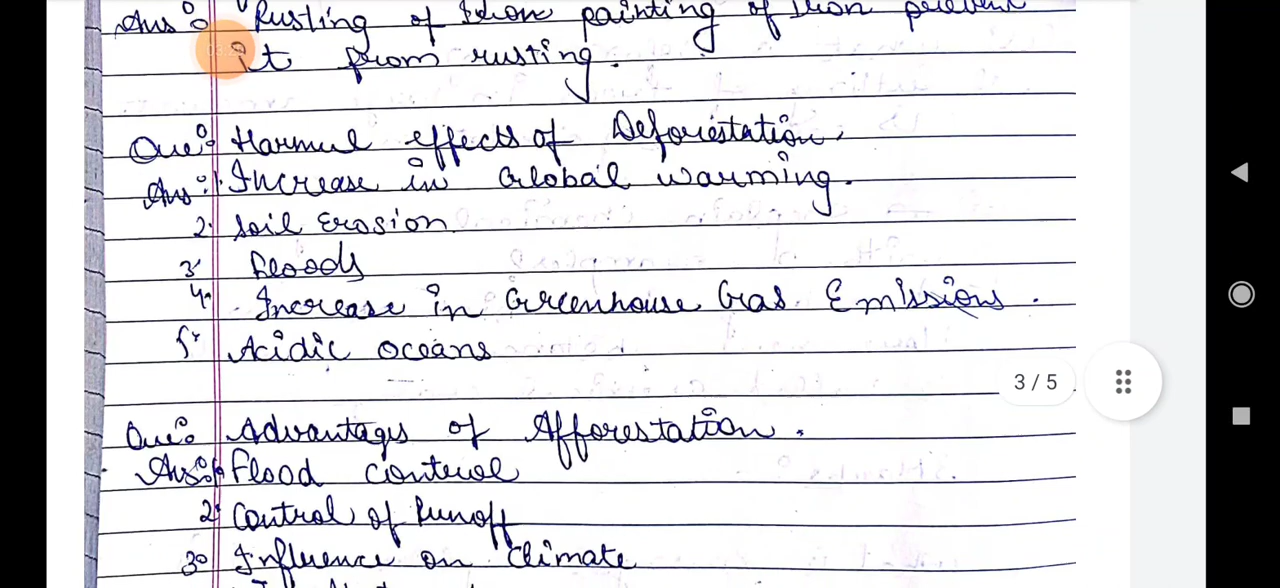 Ans: "Rusting of Iron painting of Iron prevent
it from rusting.
Que: Harmul effects of Deforestation.
Ans: 1. Increase in Global warming.
2. Soil Erosion
3. Floods
4. Increase in Greenhouse Gas Emissions.
5. Acidic oceans
Que: Advantages of Afforestation.
Ans: 1. Flood control
2. Control of Runoff
3. Influence on Climate
3 / 5